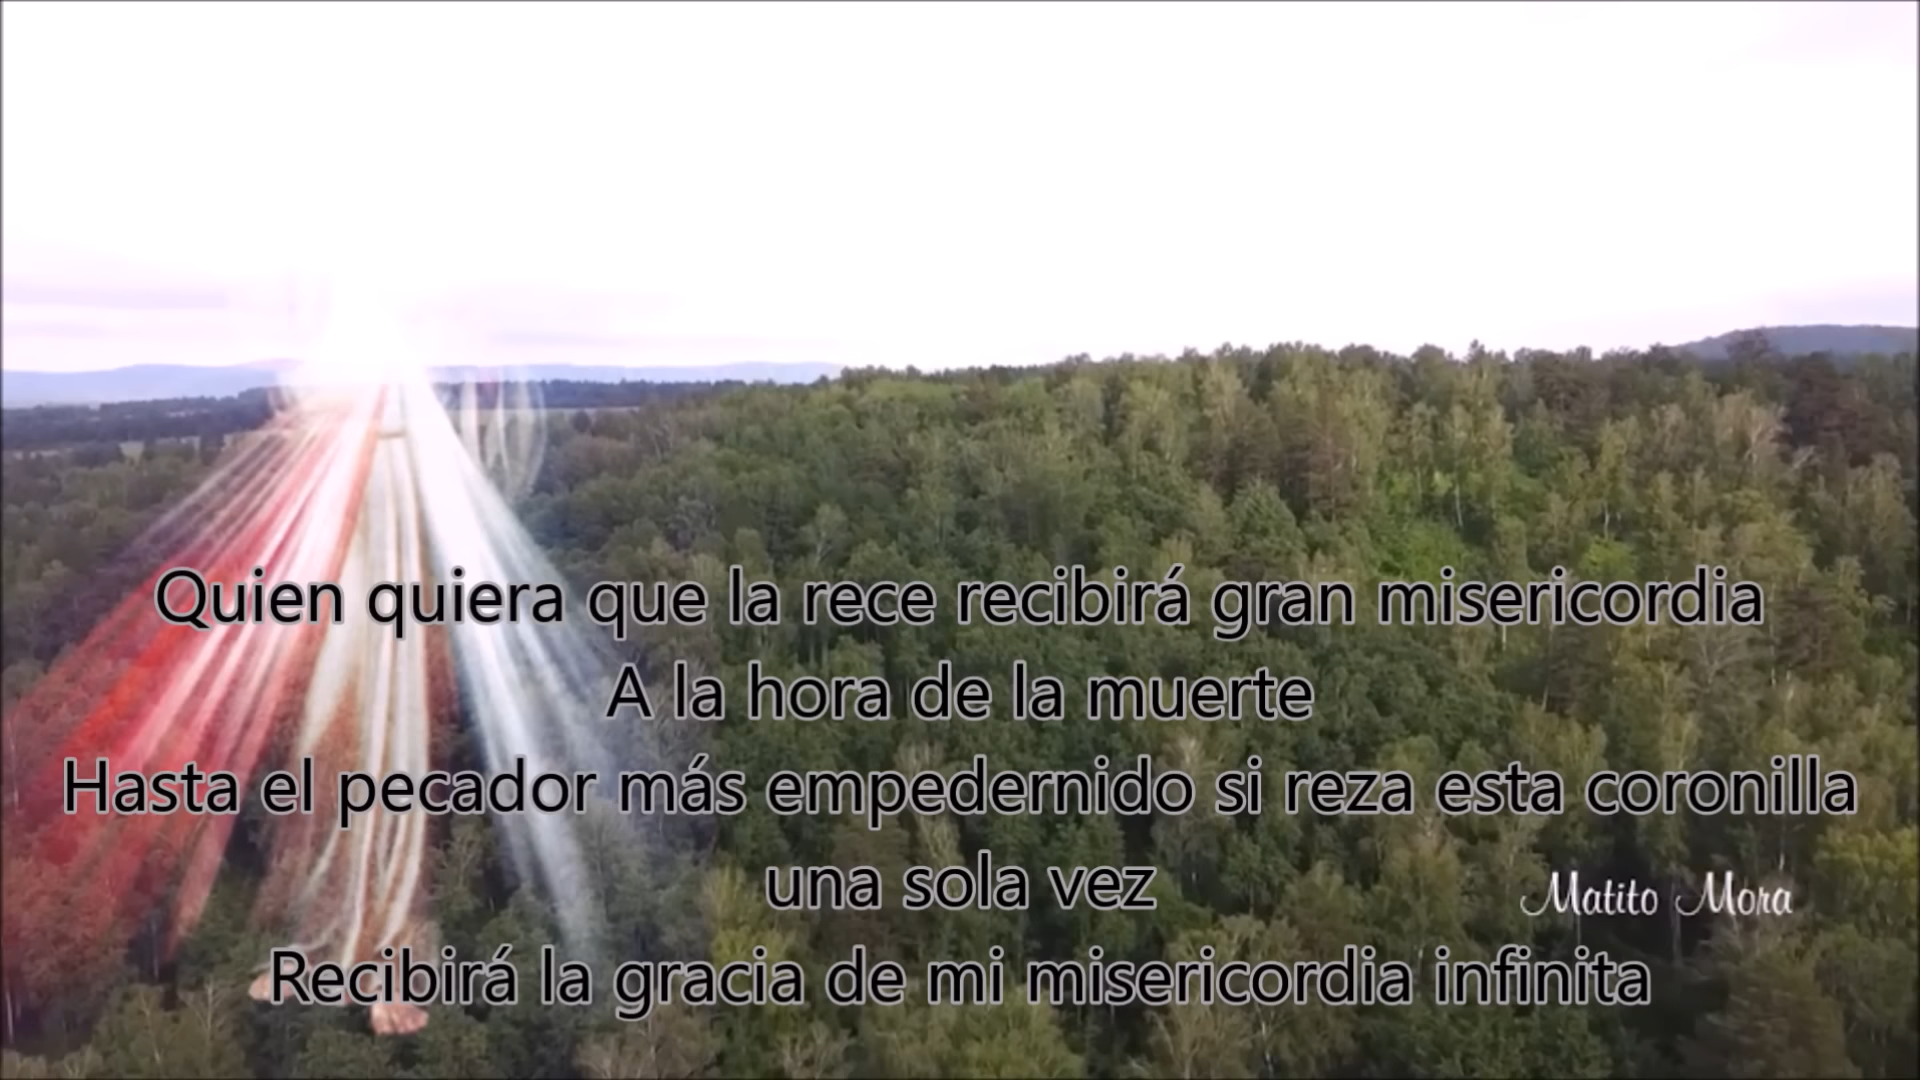 Quien quiera que la rece recibirá gran misericordia
A la hora de la muerte
Hasta el pecador más empedernido si reza esta coronilla
una sola vez
Matito Mora
Recibirá la gracia de mi misericordia infinita